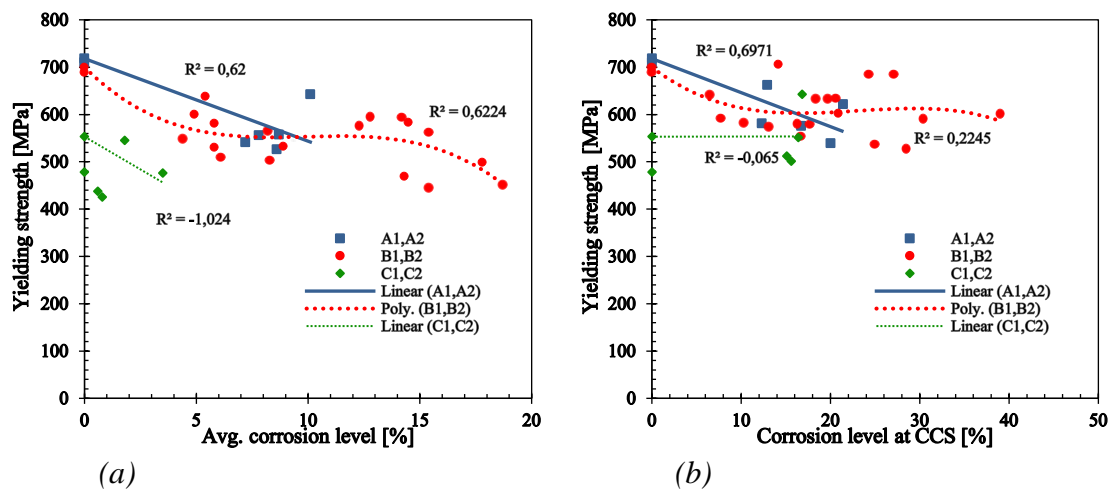 800
700
600
500
400
300
200
100
0
Yielding strength [MPa]
R² = 0,62
R² = 0,6224
R² = -1,024
A1,A2
B1,B2
C1,C2
Linear (A1,A2)
Poly. (B1,B2)
Linear (C1,C2)
0 5 10 15 20
Avg. corrosion level [%]
(a)
800
700
600
500
400
300
200
100
0
Yielding strength [MPa]
R² = 0,6971
R² = 0,2245
R² = -0,065
A1,A2
B1,B2
C1,C2
Linear (A1,A2)
Poly. (B1,B2)
Linear (C1,C2)
0 10 20 30 40 50
Corrosion level at CCS [%]
(b)